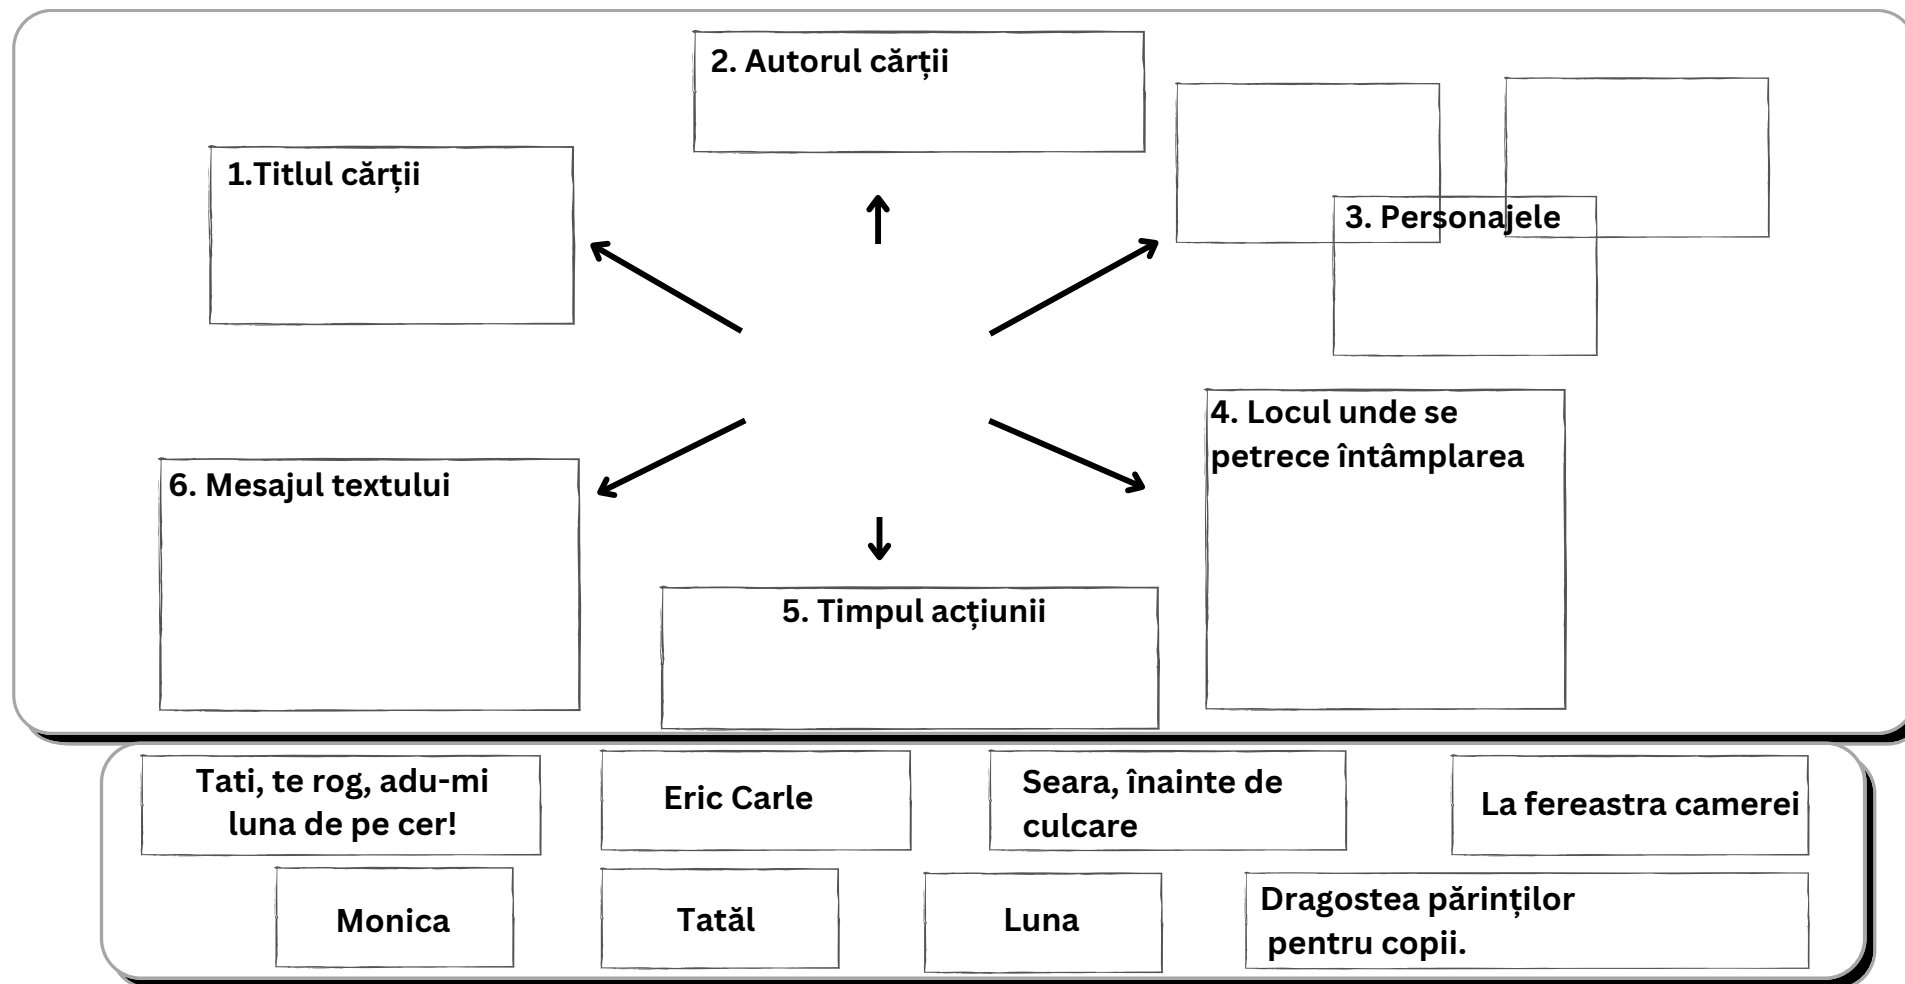 2. Autorul cărții
1.Titlul cărții
3. Personajele
4. Locul unde se
petrece întâmplarea
6. Mesajul textului
5. Timpul acțiunii
Tati, te rog, adu-mi
luna de pe cer!
Eric Carle
Seara, înainte de
culcare
La fereastra camerei
Monica
Tatăl
Luna
Dragostea părinților
pentru copii.